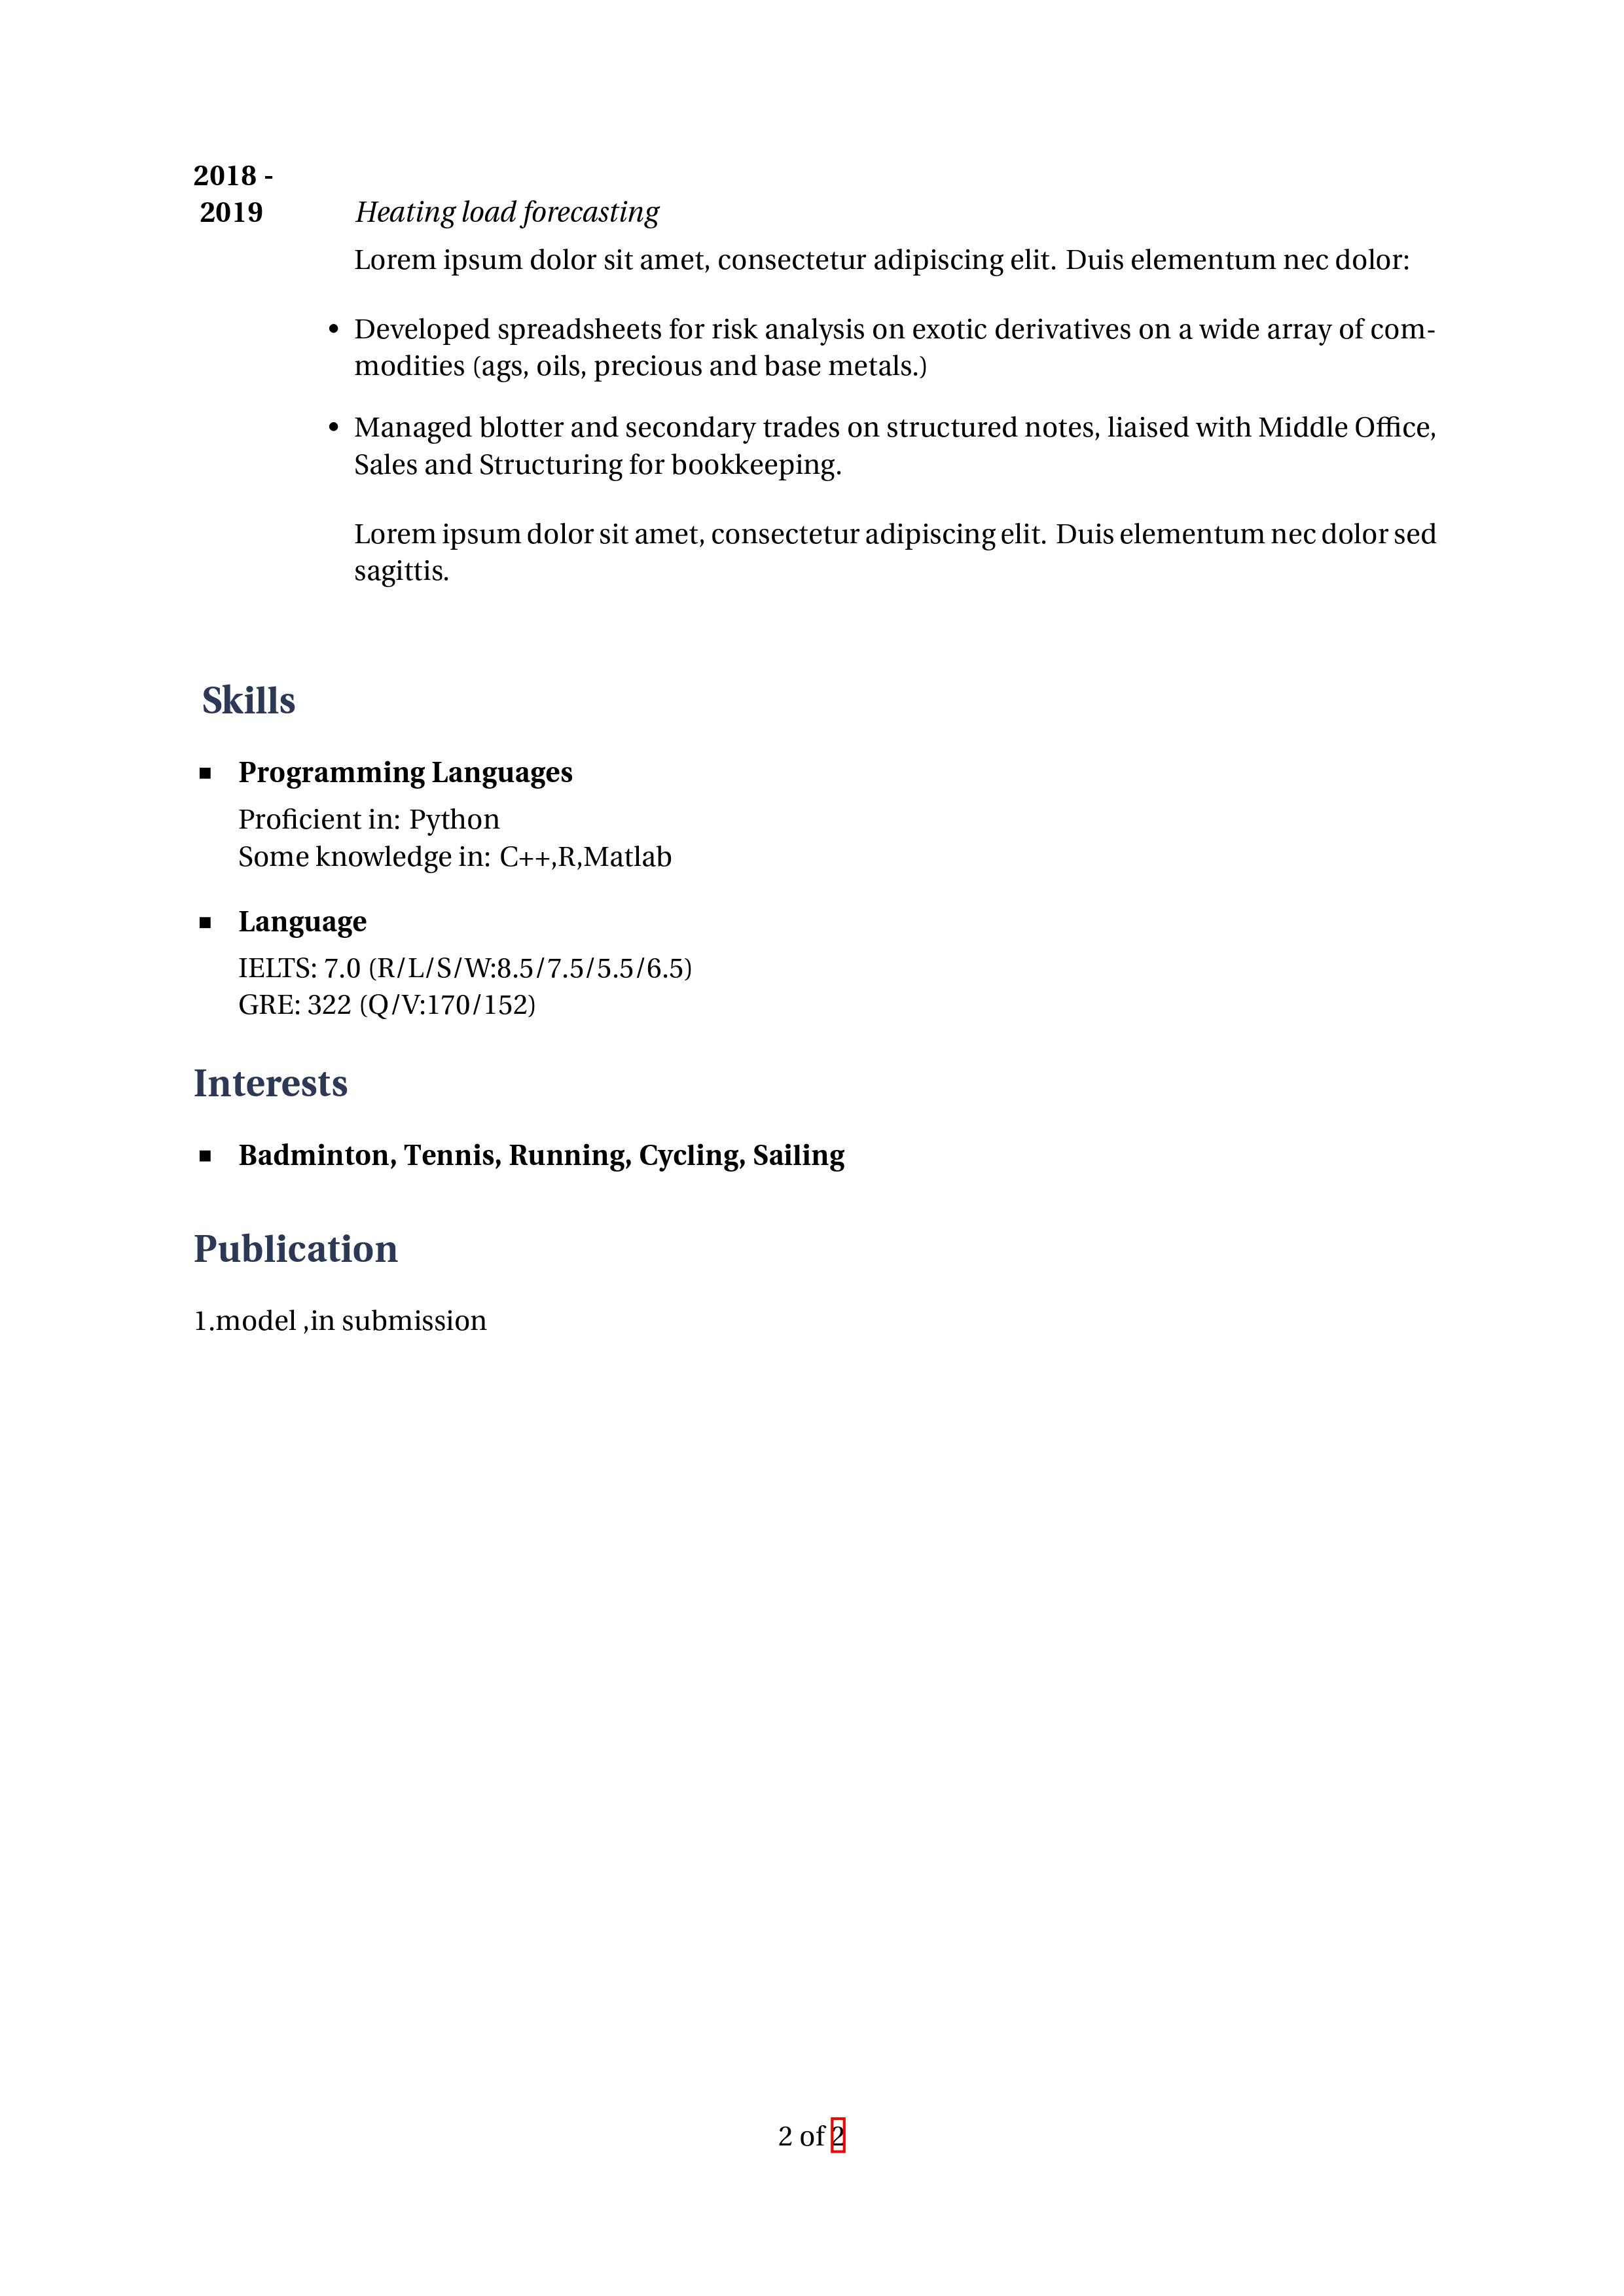 2018 -
2019 Heating load forecasting
Lorem ipsum dolor sit amet, consectetur adipiscing elit. Duis elementum nec dolor:
• Developed spreadsheets for risk analysis on exotic derivatives on a wide array of com-
modities (ags, oils, precious and base metals.)
• Managed blotter and secondary trades on structured notes, liaised with Middle Office,
Sales and Structuring for bookkeeping.
Lorem ipsum dolor sit amet, consectetur adipiscing elit. Duis elementum nec dolor sed
sagittis.
Skills
▪ Programming Languages
Proficient in: Python
Some knowledge in: C++,R,Matlab
▪ Language
IELTS: 7.0 (R/L/S/W:8.5/7.5/5.5/6.5)
GRE: 322 (Q/V:170/152)
Interests
▪ Badminton, Tennis, Running, Cycling, Sailing
Publication
1.model ,in submission
2 of 2